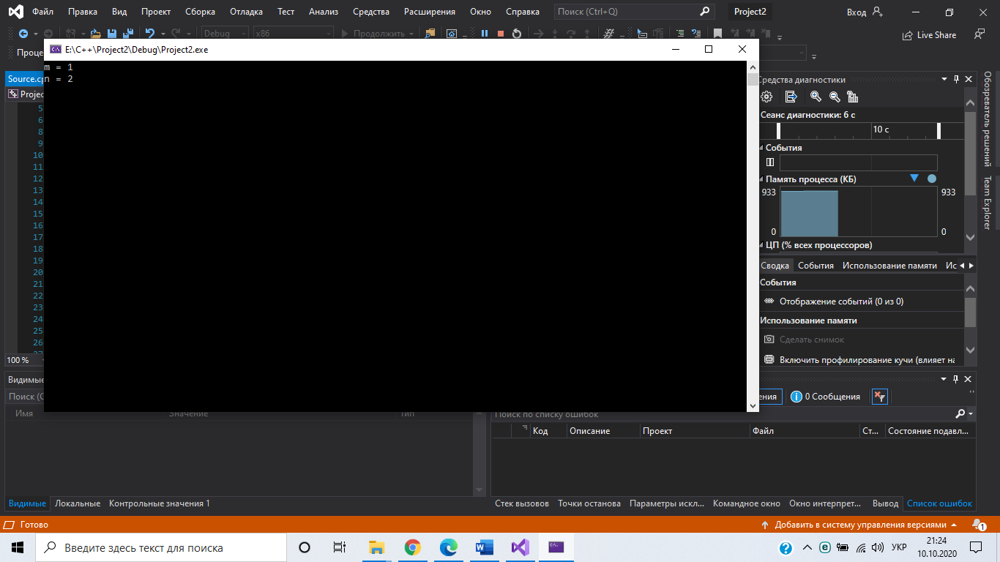 Файл Правка Вид Проект Сборка Отладка Тест Анализ Средства Расширения Окно Справка Поиск (Ctrl+Q) Project2 Вход
Debug x86 Продолжить Live Share
E:\C++\Project2\Debug\Project2.exe
m = 1
n = 2
Проце
Source.cp
Projec
5
6
8
9
10
11
12
13
14
15
16
17
18
19
20
21
22
23
24
25
26
27
100 %
Средства диагностики
Сеанс диагностики: 6 с
10 с
События
Память процесса (КБ)
933 933
0 0
ЦП (% всех процессоров)
Сводка События Использование памяти Ис
События
Отображение событий (0 из 0)
Использование памяти
Сделать снимок
Включить профилирование кучи (влияет на
Обозреватель решений
Team Explorer
Видимые
Поиск (C
Имя Значение Тип
Видимые Локальные Контрольные значения 1
ения 0 Сообщения
Поиск по списку ошибок
Код Описание Проект Файл Ст... Состояние подавл...
Стек вызовов Точки останова Параметры искл... Командное окно Окно интерпрет... Вывод Список ошибок
Готово Добавить в систему управления версиями 1
Введите здесь текст для поиска
УКР
21:24
10.10.2020